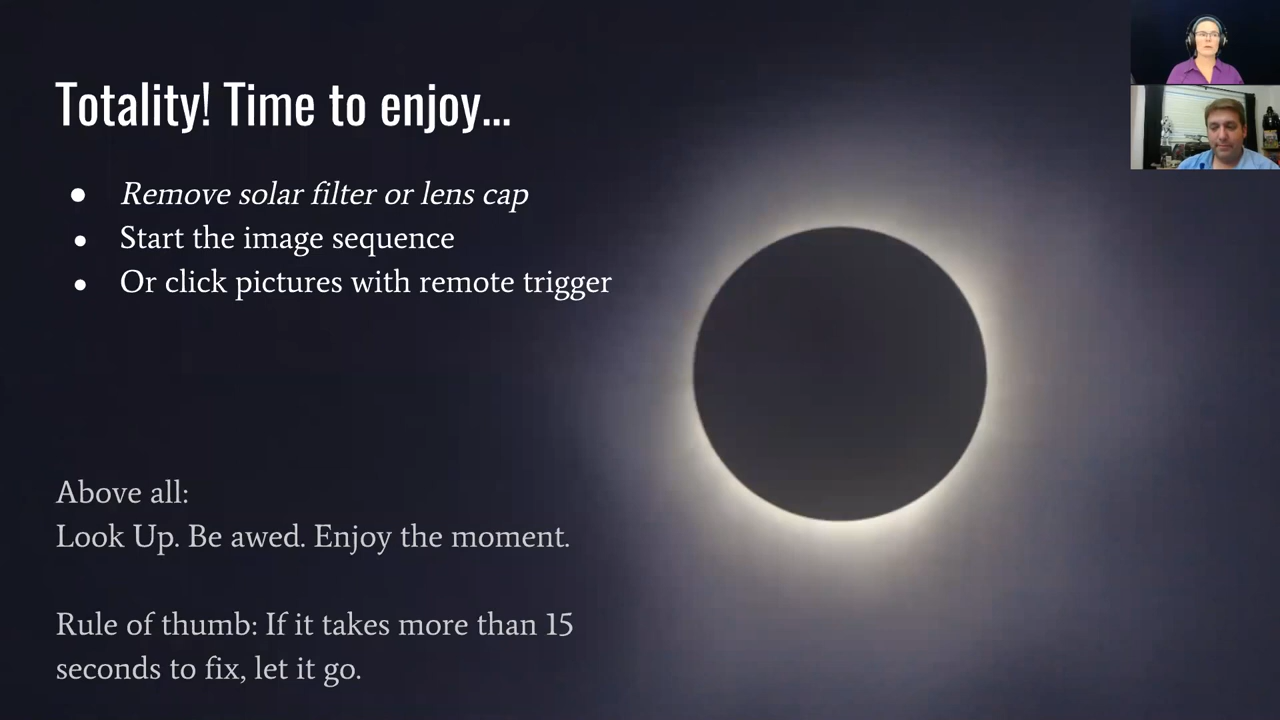 Totality! Time to enjoy...
● Remove solar filter or lens cap
● Start the image sequence
● Or click pictures with remote trigger
Above all:
Look Up. Be awed. Enjoy the moment.
Rule of thumb: If it takes more than 15
seconds to fix, let it go.